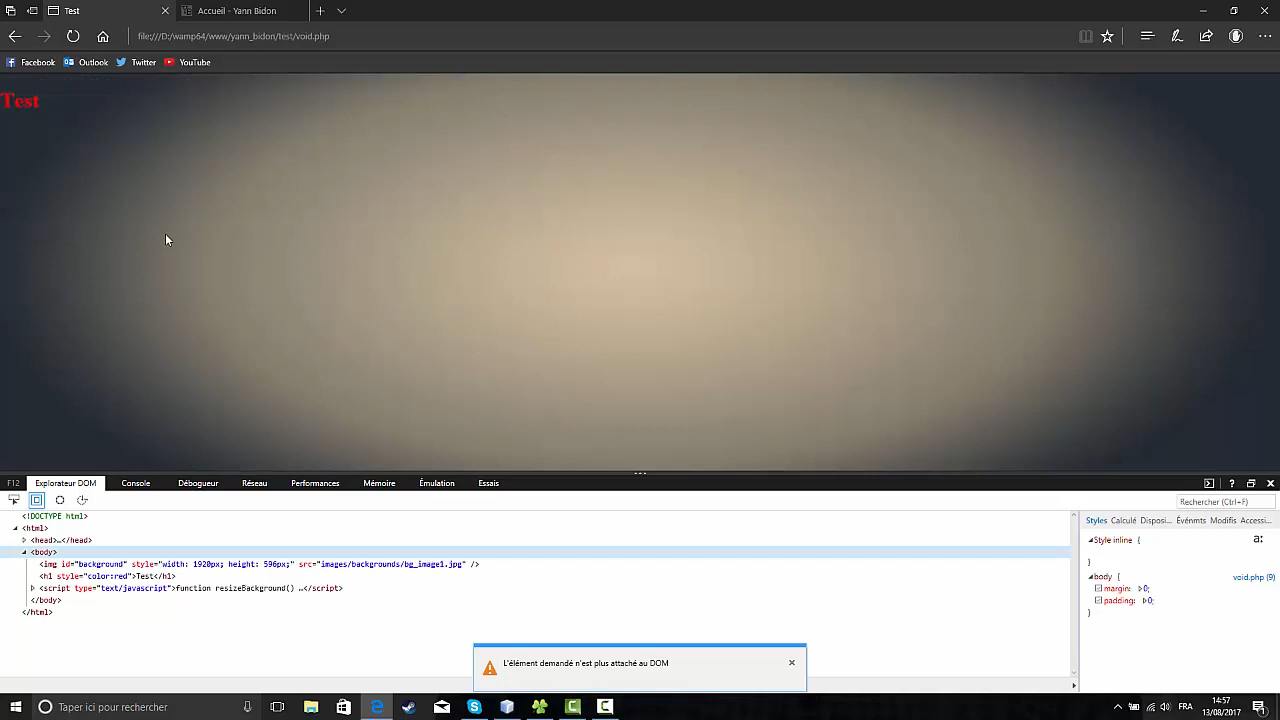 Test
Accueil - Yann Bidon
file:///D:/wamp64/www/yann_bidon/test/void.php
Facebook Outlook Twitter YouTube
Test
F12 Explorateur DOM Console Débogueur Réseau Performances Mémoire Émulation Essais
Rechercher (Ctrl+F)
<!DOCTYPE html>
<html>
<head>…</head>
<body>
<img id="background" style="width: 1920px; height: 596px;" src="images/backgrounds/bg_image1.jpg" />
<h1 style="color:red">Test</h1>
<script type="text/javascript">function resizeBackground() …</script>
</body>
</html>
Styles Calculé Disposi... Événmts Modifs Accessi...
Style inline {
a:
}
body {
void.php (9)
margin: 0;
padding: 0;
}
L'élément demandé n'est plus attaché au DOM
Taper ici pour rechercher
FRA
14:57
13/08/2017